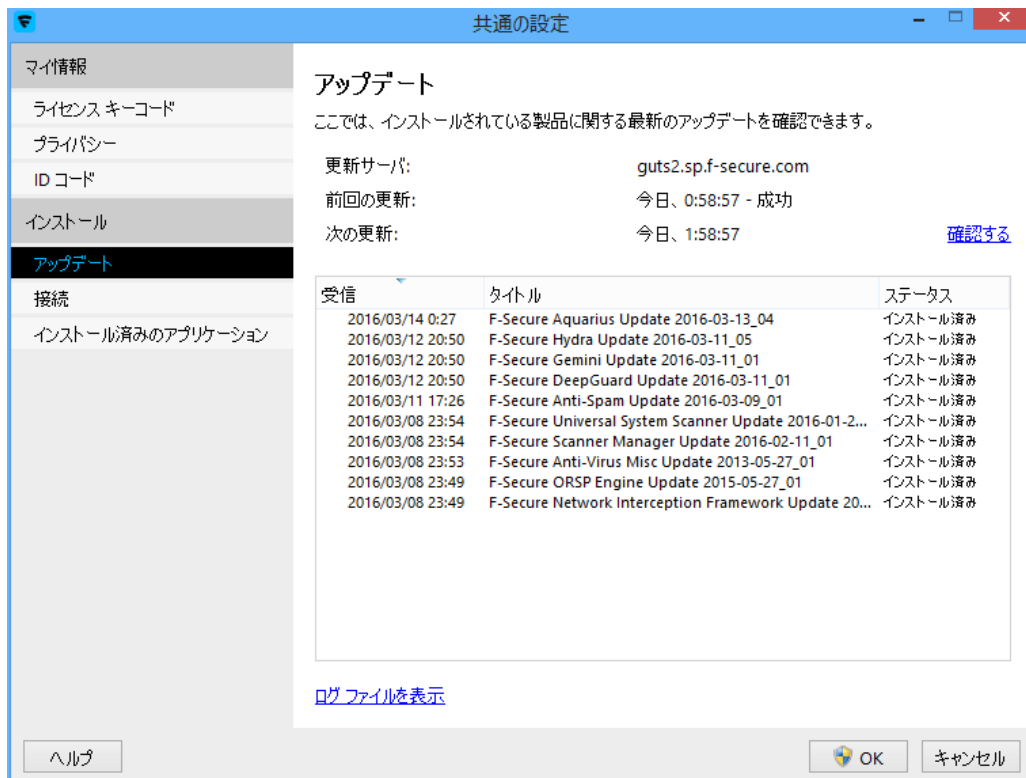 共通の設定
マイ情報
ライセンス キーコード
プライバシー
ID コード
インストール
アップデート
接続
インストール済みのアプリケーション
アップデート
ここでは、インストールされている製品に関する最新のアップデートを確認できます。
更新サーバ: guts2.sp.f-secure.com
前回の更新: 今日、0:58:57 - 成功
次の更新: 今日、1:58:57 確認する
受信 タイトル ステータス
2016/03/14 0:27 F-Secure Aquarius Update 2016-03-13_04 インストール済み
2016/03/12 20:50 F-Secure Hydra Update 2016-03-11_05 インストール済み
2016/03/12 20:50 F-Secure Gemini Update 2016-03-11_01 インストール済み
2016/03/12 20:50 F-Secure DeepGuard Update 2016-03-11_01 インストール済み
2016/03/11 17:26 F-Secure Anti-Spam Update 2016-03-09_01 インストール済み
2016/03/08 23:54 F-Secure Universal System Scanner Update 2016-01-2... インストール済み
2016/03/08 23:54 F-Secure Scanner Manager Update 2016-02-11_01 インストール済み
2016/03/08 23:53 F-Secure Anti-Virus Misc Update 2013-05-27_01 インストール済み
2016/03/08 23:49 F-Secure ORSP Engine Update 2015-05-27_01 インストール済み
2016/03/08 23:49 F-Secure Network Interception Framework Update 20... インストール済み
ログ ファイルを表示
ヘルプ OK キャンセル